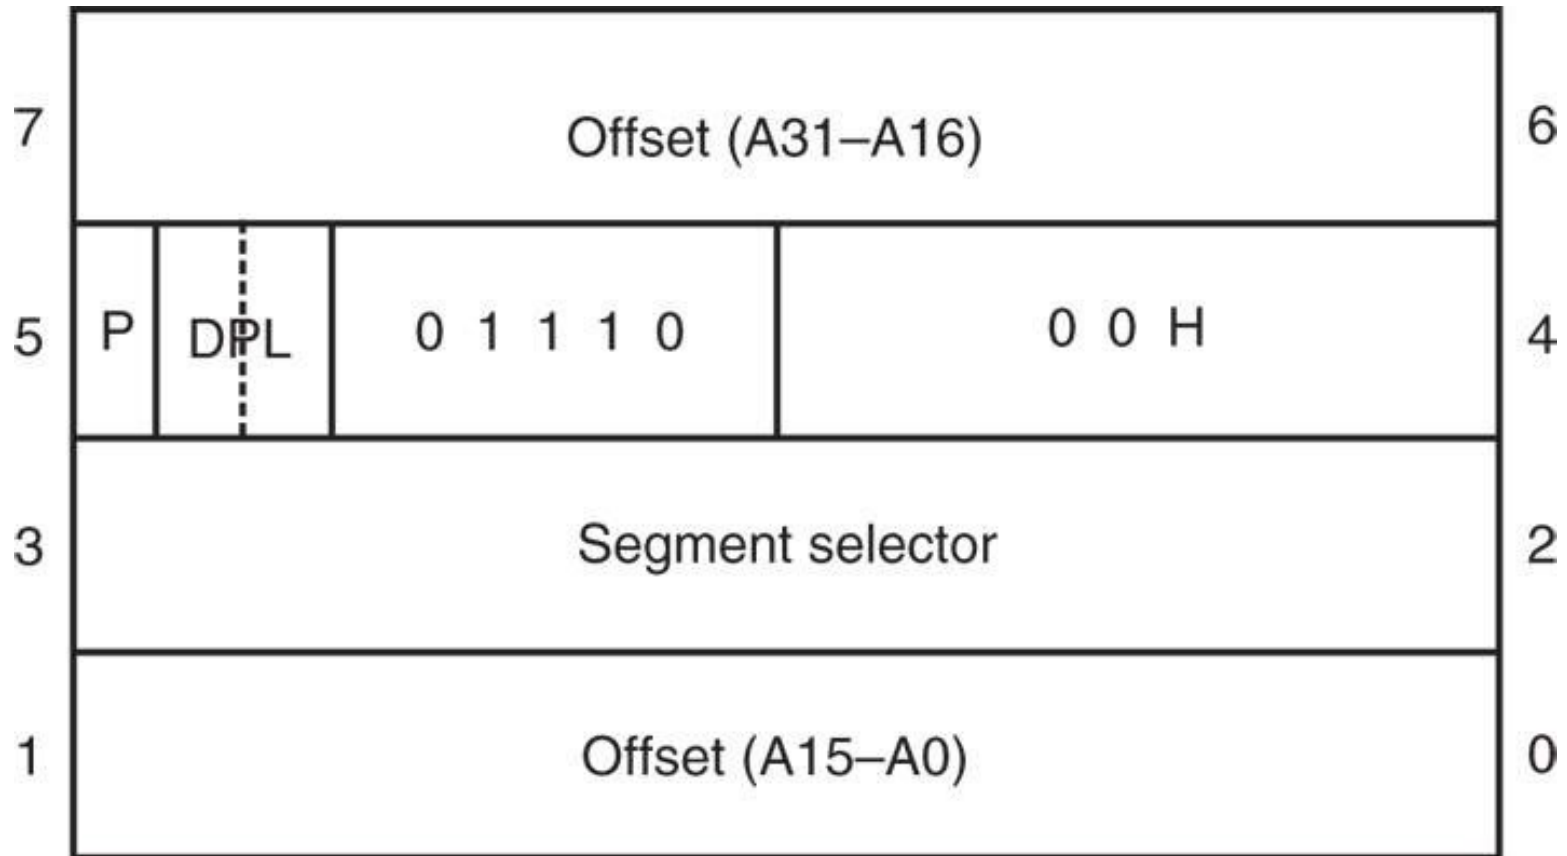 7 Offset (A31–A16) 6
5 P DPL 0 1 1 1 0 0 0 H 4
3 Segment selector 2
1 Offset (A15–A0) 0